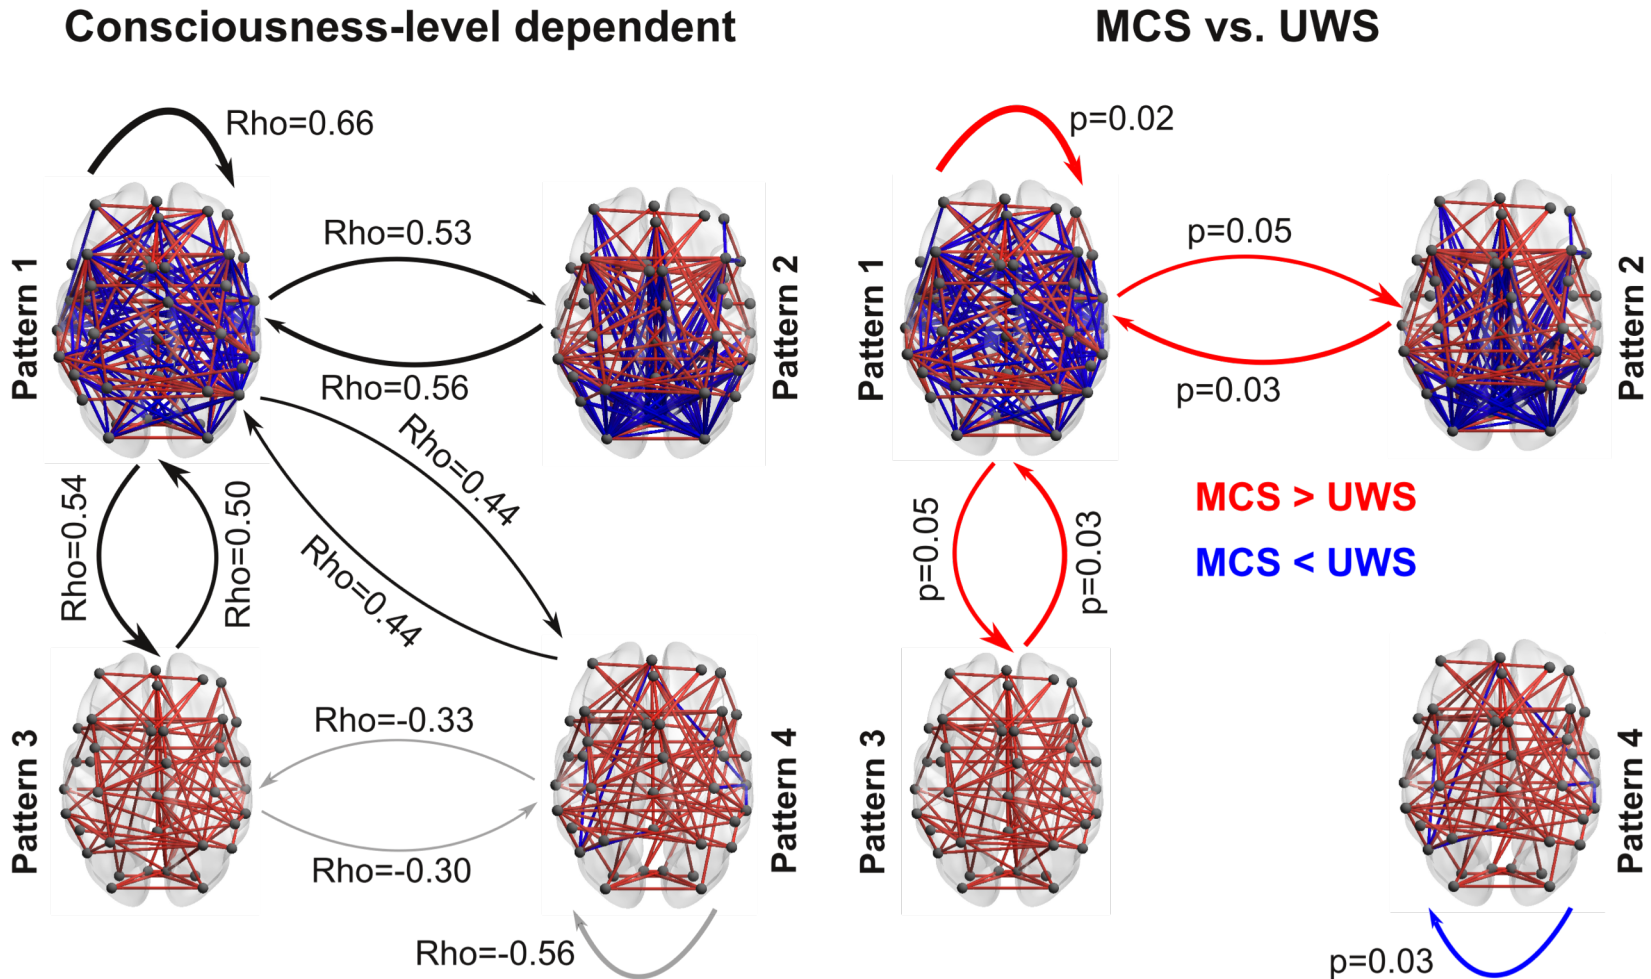 Consciousness-level dependent
MCS vs. UWS
Rho=0.66
Rho=0.53
Rho=0.56
Pattern 1
Pattern 2
Rho=0.44
Rho=0.44
Rho=0.54
Rho=0.50
Rho=-0.33
Rho=-0.30
Pattern 3
Pattern 4
Rho=-0.56
p=0.02
p=0.05
p=0.03
Pattern 1
Pattern 2
MCS > UWS
MCS < UWS
p=0.05
p=0.03
Pattern 3
Pattern 4
p=0.03